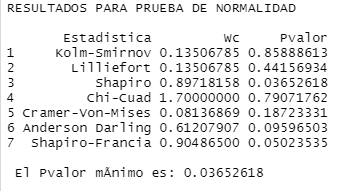 RESULTADOS PARA PRUEBA DE NORMALIDAD
Estadistica Wc Pvalor
1 Kolm-Smirnov 0.13506785 0.85888613
2 Lilliefort 0.13506785 0.44156934
3 Shapiro 0.89718158 0.03652618
4 Chi-Cuad 1.70000000 0.79071762
5 Cramer-Von-Mises 0.08136869 0.18723331
6 Anderson Darling 0.61207907 0.09596503
7 Shapiro-Francia 0.90486500 0.05023535
El Pvalor mÃnimo es: 0.03652618